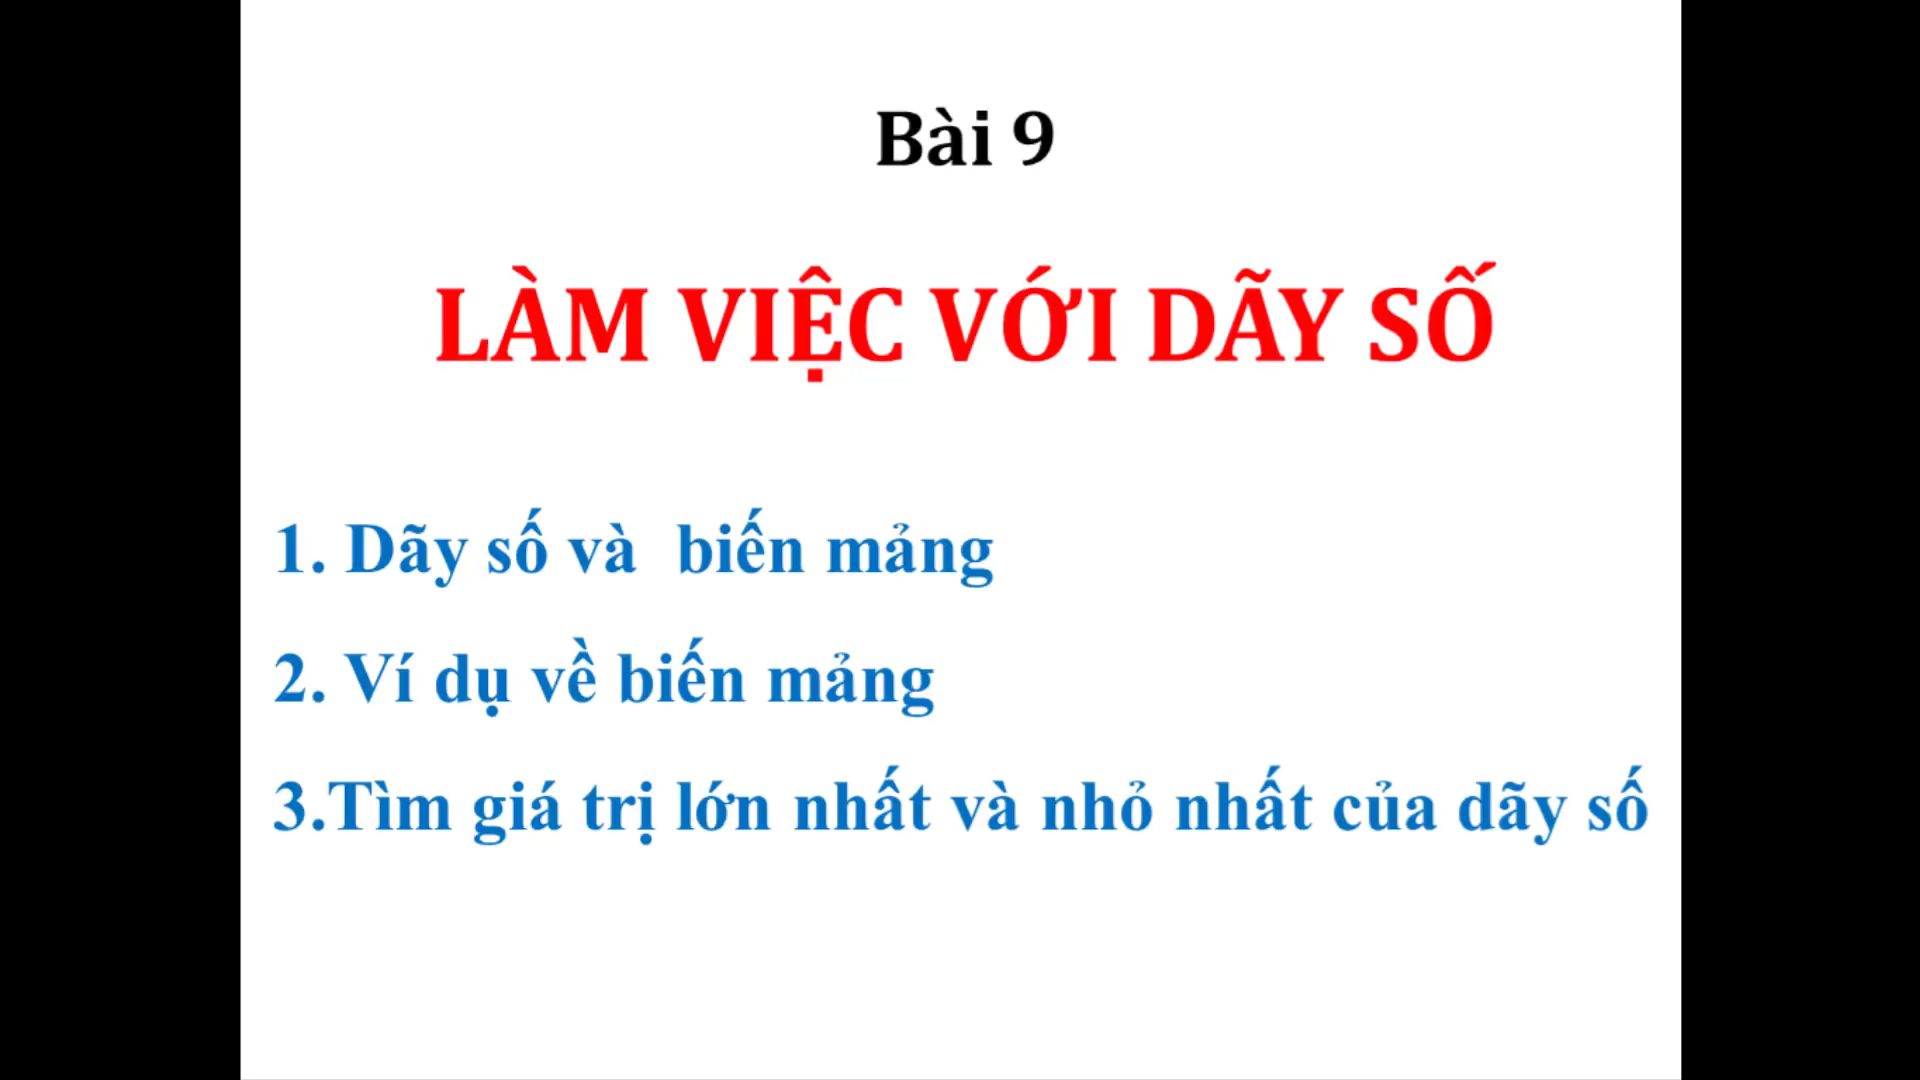 Bài 9
LÀM VIỆC VỚI DÃY SỐ
1. Dãy số và  biến mảng
2. Ví dụ về biến mảng
3.Tìm giá trị lớn nhất và nhỏ nhất của dãy số